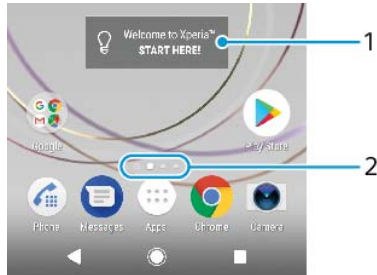 Welcome to Xperia™
START HERE!
1
Google
Play Store
2
Phone
Messages
Apps
Chrome
Camera